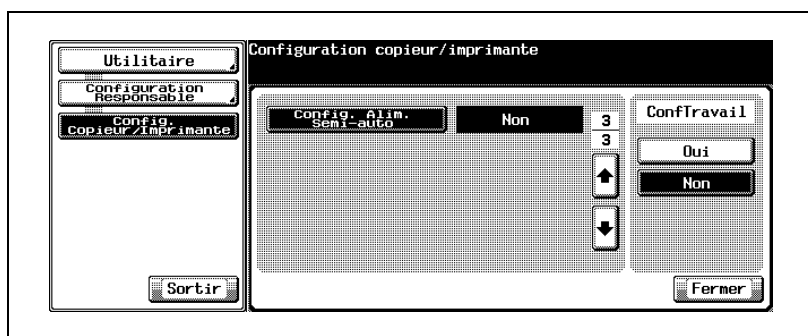 Utilitaire
Configuration
Responsable
Config.
Copieur/Imprimante
Sortir
Configuration copieur/imprimante
Config. Alim.
Semi-auto
Non
3
3
ConfTravail
Oui
Non
Fermer